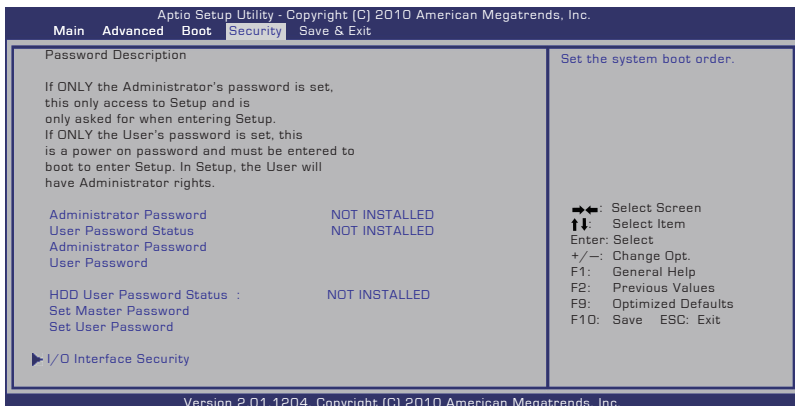 Aptio Setup Utility - Copyright (C) 2010 American Megatrends, Inc.
Main Advanced Boot Security Save & Exit
Password Description
If ONLY the Administrator's password is set,
this only access to Setup and is
only asked for when entering Setup.
If ONLY the User's password is set, this
is a power on password and must be entered to
boot to enter Setup. In Setup, the User will
have Administrator rights.
Administrator Password NOT INSTALLED
User Password Status NOT INSTALLED
Administrator Password
User Password
HDD User Password Status : NOT INSTALLED
Set Master Password
Set User Password
I/O Interface Security
Set the system boot order.
→←: Select Screen
↑↓: Select Item
Enter: Select
+/—: Change Opt.
F1: General Help
F2: Previous Values
F9: Optimized Defaults
F10: Save ESC: Exit
Version 2.01.1204. Copyright (C) 2010 American Megatrends, Inc.